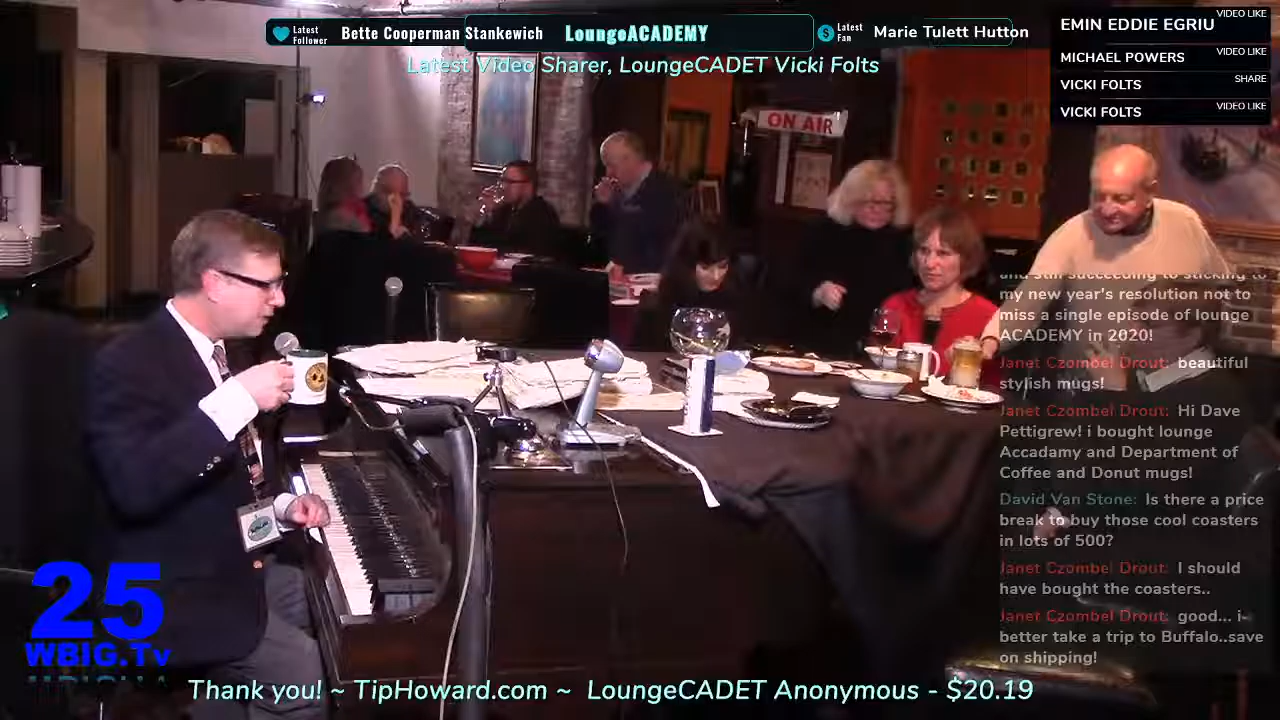 Latest
Follower
Bette Cooperman Stankewich
LoungeACADEMY
Latest
Fan
Marie Tulett Hutton
Latest Video Sharer, LoungeCADET Vicki Folts
VIDEO LIKE
EMIN EDDIE EGRIU
VIDEO LIKE
MICHAEL POWERS
SHARE
VICKI FOLTS
VIDEO LIKE
VICKI FOLTS
ON AIR
and still succeeding to sticking to
my new year's resolution not to
miss a single episode of lounge
ACADEMY in 2020!
Janet Czombel Drout: beautiful
stylish mugs!
Janet Czombel Drout: Hi Dave
Pettigrew! i bought lounge
Accadamy and Department of
Coffee and Donut mugs!
David Van Stone: Is there a price
break to buy those cool coasters
in lots of 500?
Janet Czombel Drout: I should
have bought the coasters..
Janet Czombel Drout: good... i
better take a trip to Buffalo..save
on shipping!
25
WBIG.Tv
Thank you! ~ TipHoward.com ~ LoungeCADET Anonymous - $20.19